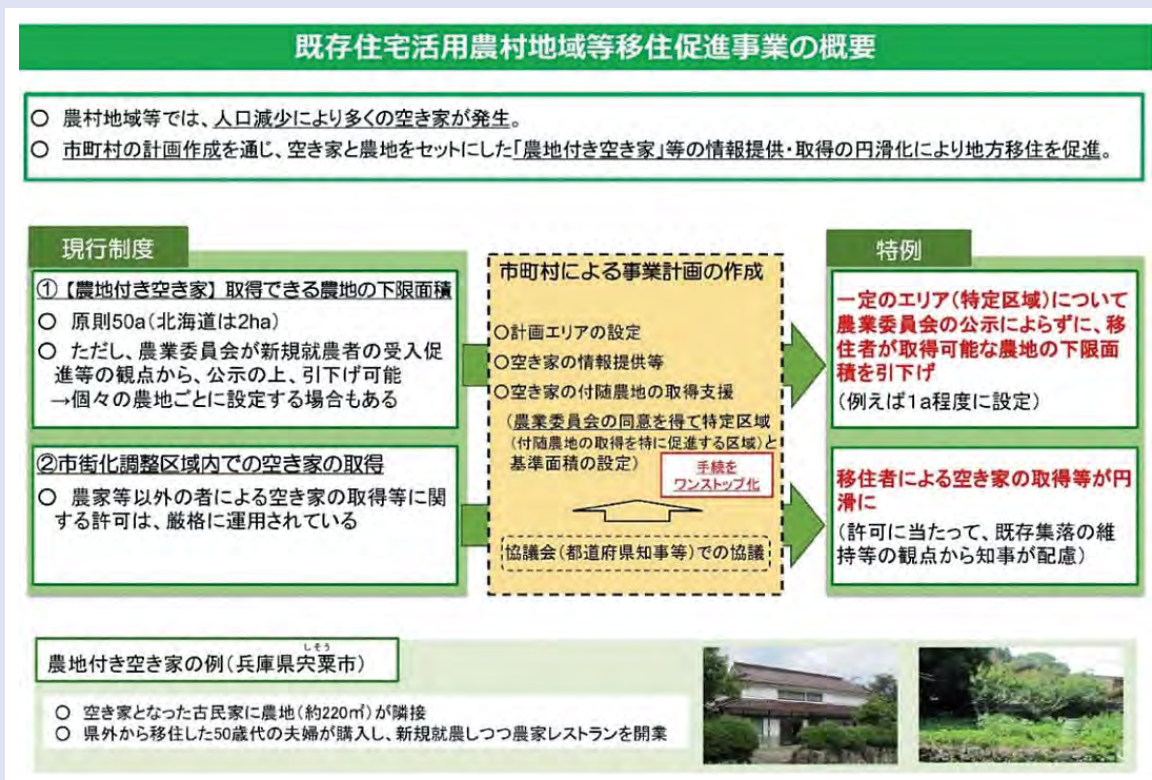 既存住宅活用農村地域等移住促進事業の概要
○ 農村地域等では、人口減少により多くの空き家が発生。
○ 市町村の計画作成を通じ、空き家と農地をセットにした「農地付き空き家」等の情報提供・取得の円滑化により地方移住を促進。
現行制度
①【農地付き空き家】取得できる農地の下限面積
○ 原則50a(北海道は2ha)
○ ただし、農業委員会が新規就農者の受入促
進等の観点から、公示の上、引下げ可能
→個々の農地ごとに設定する場合もある
②市街化調整区域内での空き家の取得
○ 農家等以外の者による空き家の取得等に関
する許可は、厳格に運用されている
市町村による事業計画の作成
○計画エリアの設定
○空き家の情報提供等
○空き家の付随農地の取得支援
(農業委員会の同意を得て特定区域
(付随農地の取得を特に促進する区域)と
基準面積の設定)
手続を
ワンストップ化
協議会(都道府県知事等)での協議
特例
一定のエリア(特定区域)について
農業委員会の公示によらずに、移
住者が取得可能な農地の下限面
積を引下げ
(例えば1a程度に設定)
移住者による空き家の取得等が円
滑に
(許可に当たって、既存集落の維
持等の観点から知事が配慮)
しそう
農地付き空き家の例(兵庫県宍粟市)
○ 空き家となった古民家に農地(約220㎡)が隣接
○ 県外から移住した50歳代の夫婦が購入し、新規就農しつつ農家レストランを開業